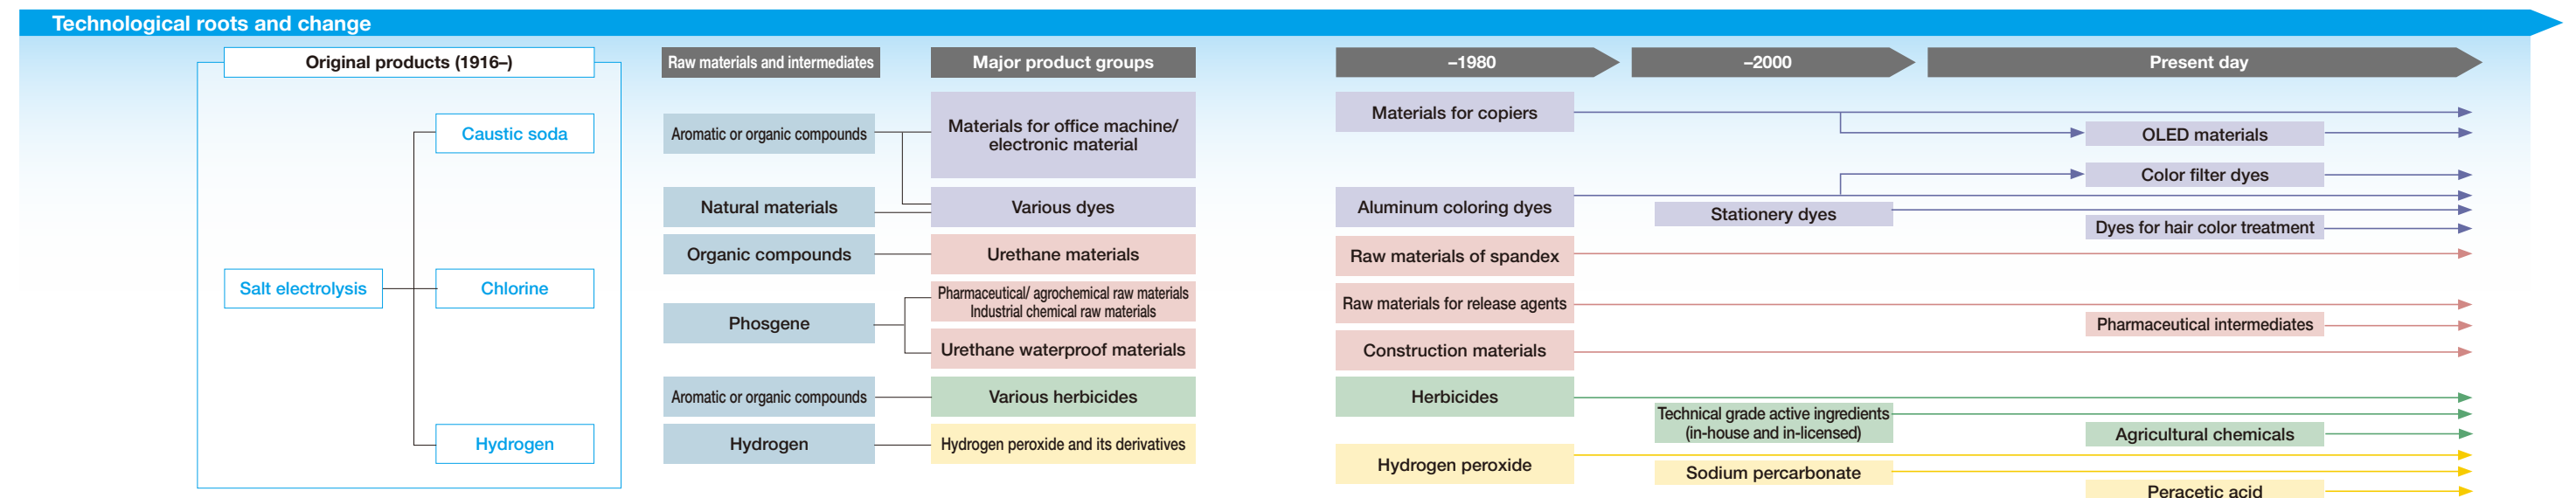 Technological roots and change
Original products (1916–)
Raw materials and intermediates
Major product groups
–1980
–2000
Present day
Salt electrolysis
Caustic soda
Chlorine
Hydrogen
Aromatic or organic compounds
Natural materials
Organic compounds
Phosgene
Aromatic or organic compounds
Hydrogen
Materials for office machine/
electronic material
Various dyes
Urethane materials
Pharmaceutical/ agrochemical raw materials
Industrial chemical raw materials
Urethane waterproof materials
Various herbicides
Hydrogen peroxide and its derivatives
Materials for copiers
OLED materials
Color filter dyes
Aluminum coloring dyes
Stationery dyes
Dyes for hair color treatment
Raw materials of spandex
Raw materials for release agents
Pharmaceutical intermediates
Construction materials
Herbicides
Technical grade active ingredients
(in-house and in-licensed)
Agricultural chemicals
Hydrogen peroxide
Sodium percarbonate
Peracetic acid